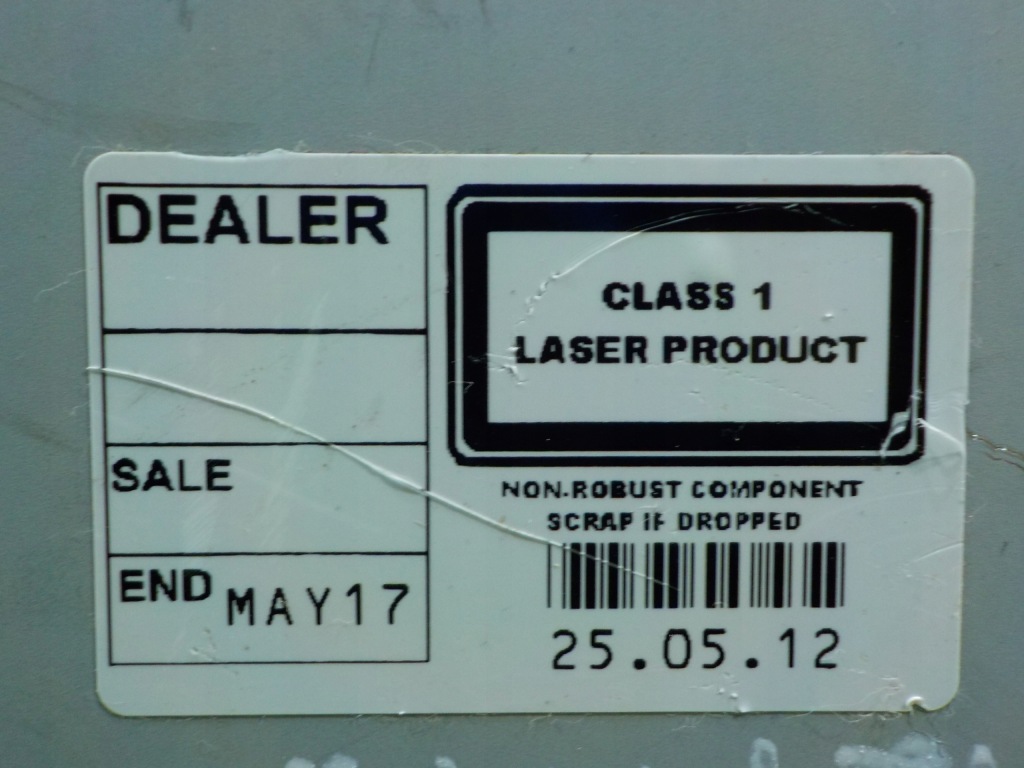 DEALER
SALE
END MAY17
CLASS 1
LASER PRODUCT
NON-ROBUST COMPONENT
SCRAP IF DROPPED
25.05.12